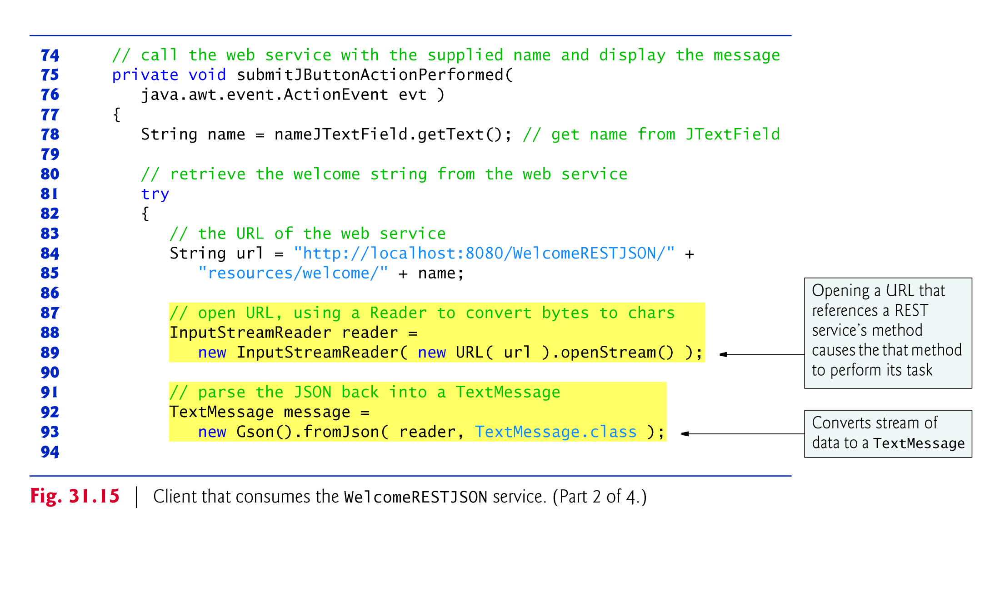 74 // call the web service with the supplied name and display the message
75 private void submitJButtonActionPerformed(
76 java.awt.event.ActionEvent evt )
77 {
78 String name = nameJTextField.getText(); // get name from JTextField
79
80 // retrieve the welcome string from the web service
81 try
82 {
83 // the URL of the web service
84 String url = "http://localhost:8080/WelcomeRESTJSON/" +
85 "resources/welcome/" + name;
86
87 // open URL, using a Reader to convert bytes to chars
88 InputStreamReader reader =
89 new InputStreamReader( new URL( url ).openStream() );
90
91 // parse the JSON back into a TextMessage
92 TextMessage message =
93 new Gson().fromJson( reader, TextMessage.class );
94
Opening a URL that
references a REST
service’s method
causes the that method
to perform its task
Converts stream of
data to a TextMessage
Fig. 31.15 | Client that consumes the WelcomeRESTJSON service. (Part 2 of 4.)